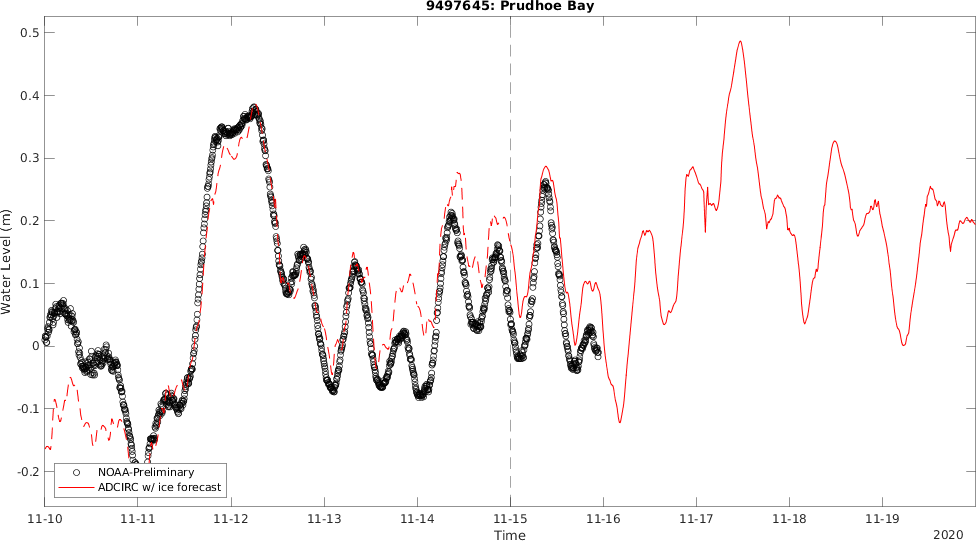 9497645: Prudhoe Bay
Water Level (m)
0.5
0.4
0.3
0.2
0.1
0
-0.1
-0.2
NOAA-Preliminary
ADCIRC w/ ice forecast
11-10 11-11 11-12 11-13 11-14 11-15 11-16 11-17 11-18 11-19
Time
2020